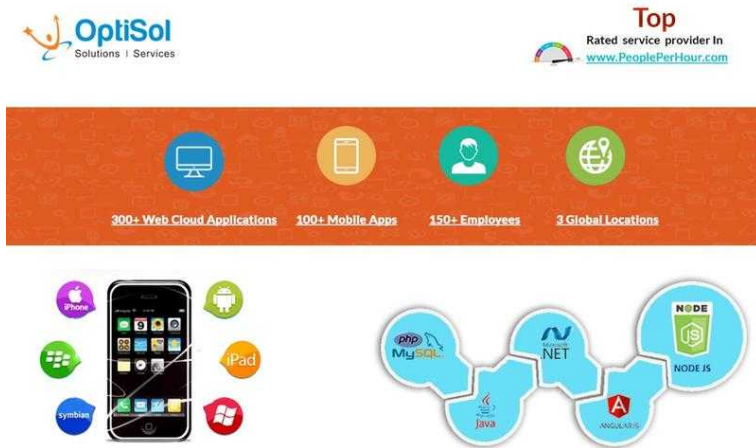 OptiSol
Solutions | Services
Top
Rated service provider In
www.PeoplePerHour.com
300+ Web Cloud Applications
100+ Mobile Apps
150+ Employees
3 Global Locations
iPhone
iPad
symbian
php
MySQL
Java
Microsoft
.NET
ANGULARJS
NODE
JS
NODE JS